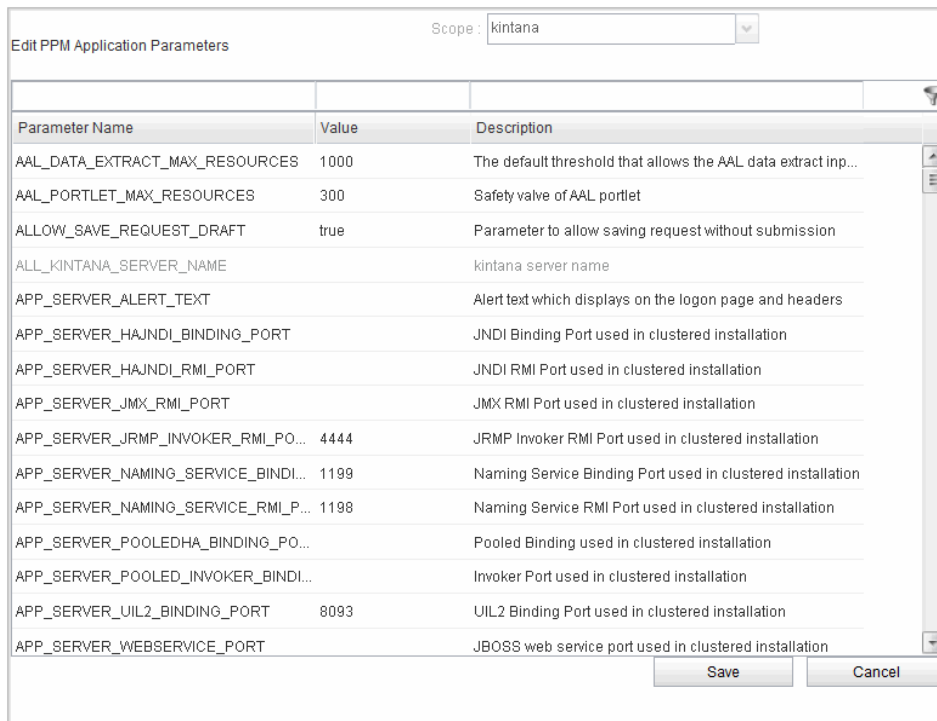 Scope : kintana
Edit PPM Application Parameters
Parameter Name Value Description
AAL_DATA_EXTRACT_MAX_RESOURCES 1000 The default threshold that allows the AAL data extract inp...
AAL_PORTLET_MAX_RESOURCES 300 Safety valve of AAL portlet
ALLOW_SAVE_REQUEST_DRAFT true Parameter to allow saving request without submission
ALL_KINTANA_SERVER_NAME kintana server name
APP_SERVER_ALERT_TEXT Alert text which displays on the logon page and headers
APP_SERVER_HAJNDI_BINDING_PORT JNDI Binding Port used in clustered installation
APP_SERVER_HAJNDI_RMI_PORT JNDI RMI Port used in clustered installation
APP_SERVER_JMX_RMI_PORT JMX RMI Port used in clustered installation
APP_SERVER_JRMP_INVOKER_RMI_PO... 4444 JRMP Invoker RMI Port used in clustered installation
APP_SERVER_NAMING_SERVICE_BINDI... 1199 Naming Service Binding Port used in clustered installation
APP_SERVER_NAMING_SERVICE_RMI_P... 1198 Naming Service RMI Port used in clustered installation
APP_SERVER_POOLEDHA_BINDING_PO... Pooled Binding used in clustered installation
APP_SERVER_POOLED_INVOKER_BINDI... Invoker Port used in clustered installation
APP_SERVER_UIL2_BINDING_PORT 8093 UIL2 Binding Port used in clustered installation
APP_SERVER_WEBSERVICE_PORT JBOSS web service port used in clustered installation
Save Cancel